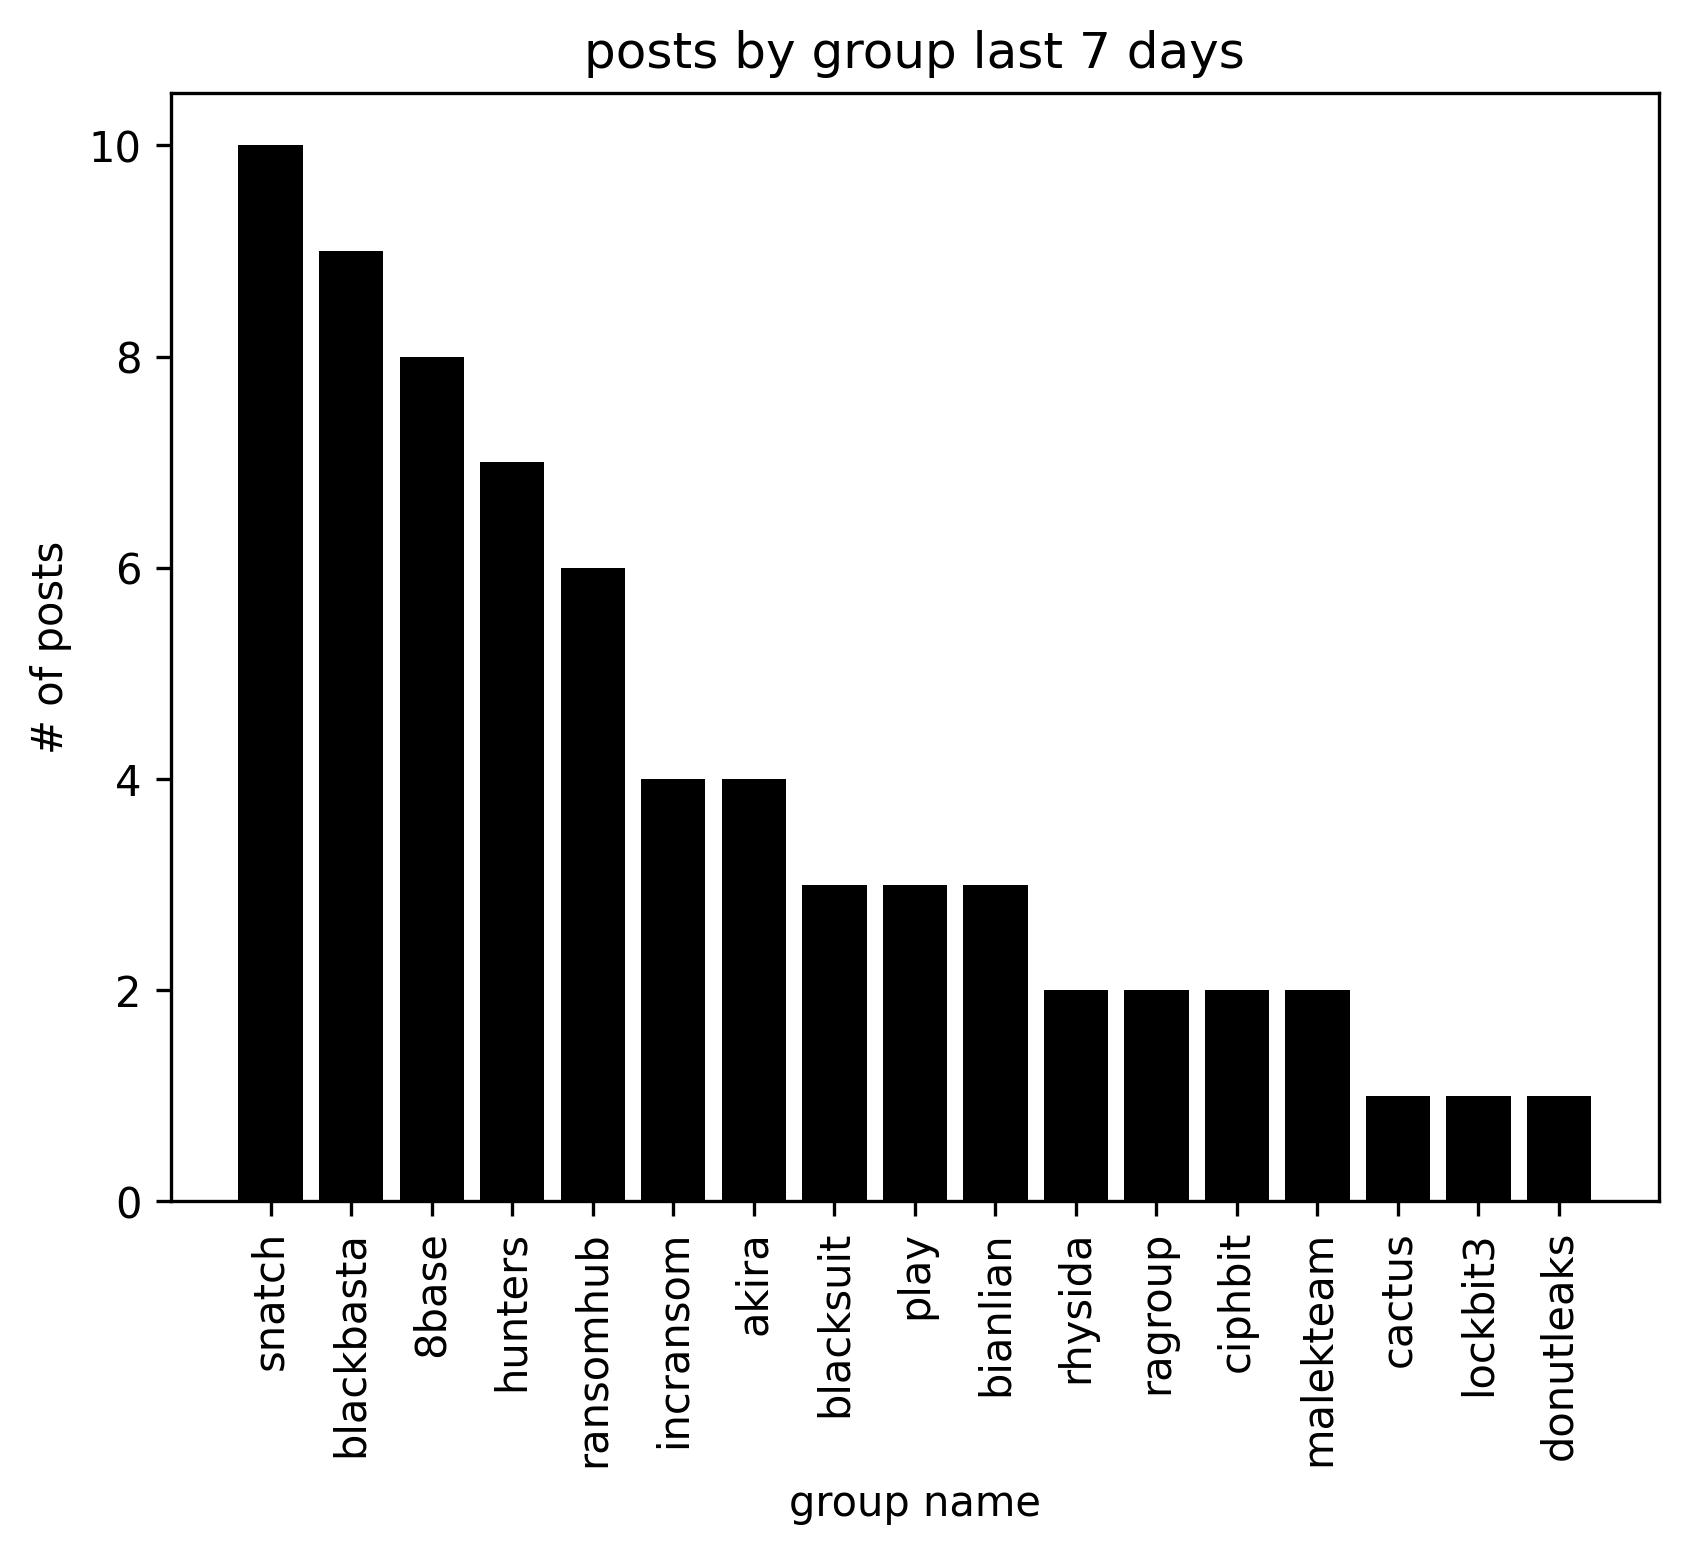 posts by group last 7 days
10
8
6
4
2
0
# of posts
snatch
blackbasta
8base
hunters
ransomhub
incransom
akira
blacksuit
play
bianlian
rhysida
ragroup
ciphbit
malekteam
cactus
lockbit3
donutleaks
group name